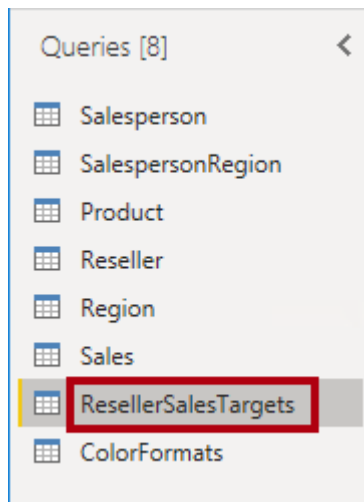 Queries [8]
Salesperson
SalespersonRegion
Product
Reseller
Region
Sales
ResellerSalesTargets
ColorFormats